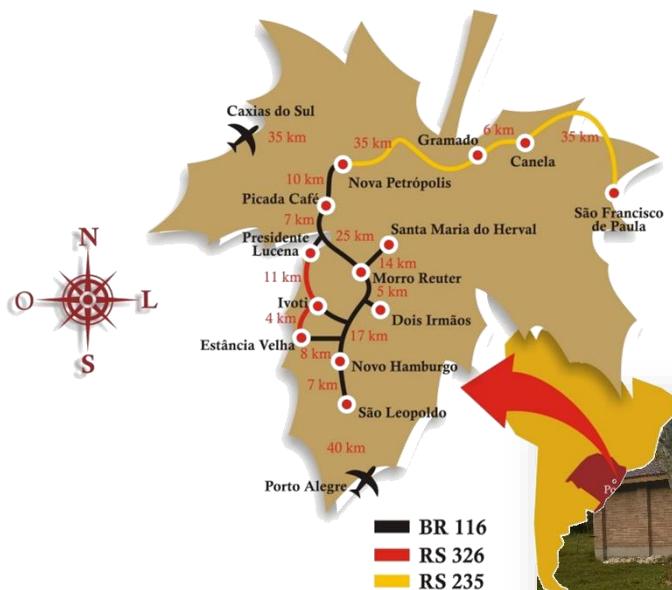 Caxias do Sul
35 km
35 km
Gramado
6 km
35 km
Canela
10 km
Nova Petrópolis
Picada Café
São Francisco
de Paula
7 km
Santa Maria do Herval
25 km
Presidente
Lucena
N
14 km
Morro Reuter
11 km
5 km
O
L
Ivoti
4 km
Dois Irmãos
17 km
Estância Velha
S
8 km
Novo Hamburgo
7 km
São Leopoldo
40 km
Porto Alegre
BR 116
RS 326
RS 235